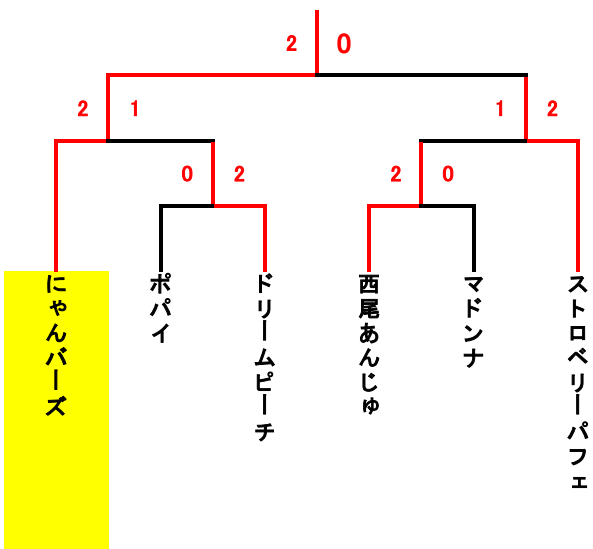 2 0
2 1 1 2
0 2 2 0
にゃんバーズ
ポパイ
ドリームピーチ
西尾あんじゅ
マドンナ
ストロベリーパフェ